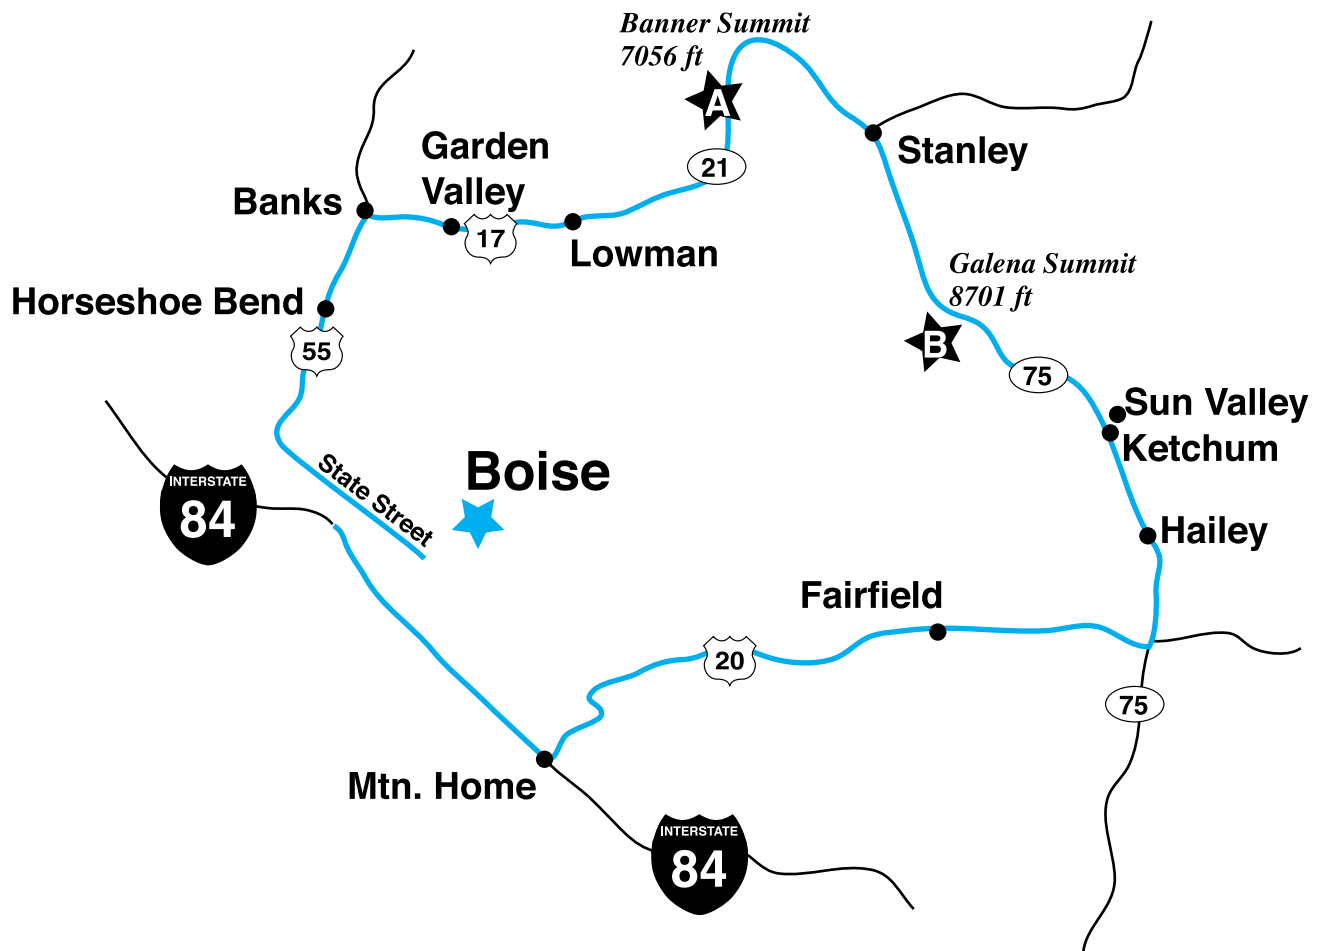 Banner Summit
7056 ft
A
Garden
Valley
Stanley
21
Banks
17
Lowman
Galena Summit
8701 ft
Horseshoe Bend
B
55
75
Sun Valley
Ketchum
Boise
State Street
INTERSTATE
84
Hailey
Fairfield
20
75
Mtn. Home
INTERSTATE
84